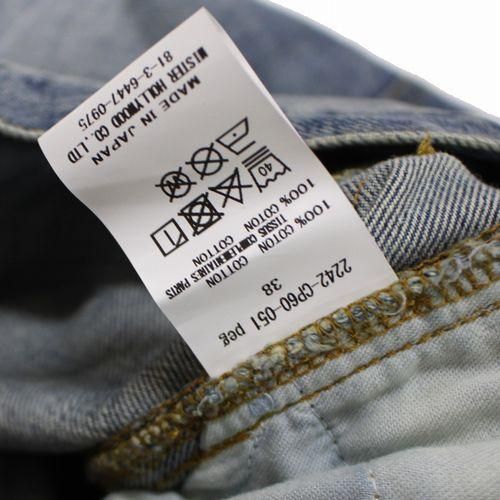 2242-GP60-051 peg
38
100% COTTON
TISSUS COMPLEMENTAIRES PARTS
100% COTTON
COTTON
40
MADE IN JAPAN
MISTER HOLLYWOOD CO.,LTD
81-3-6447-0975